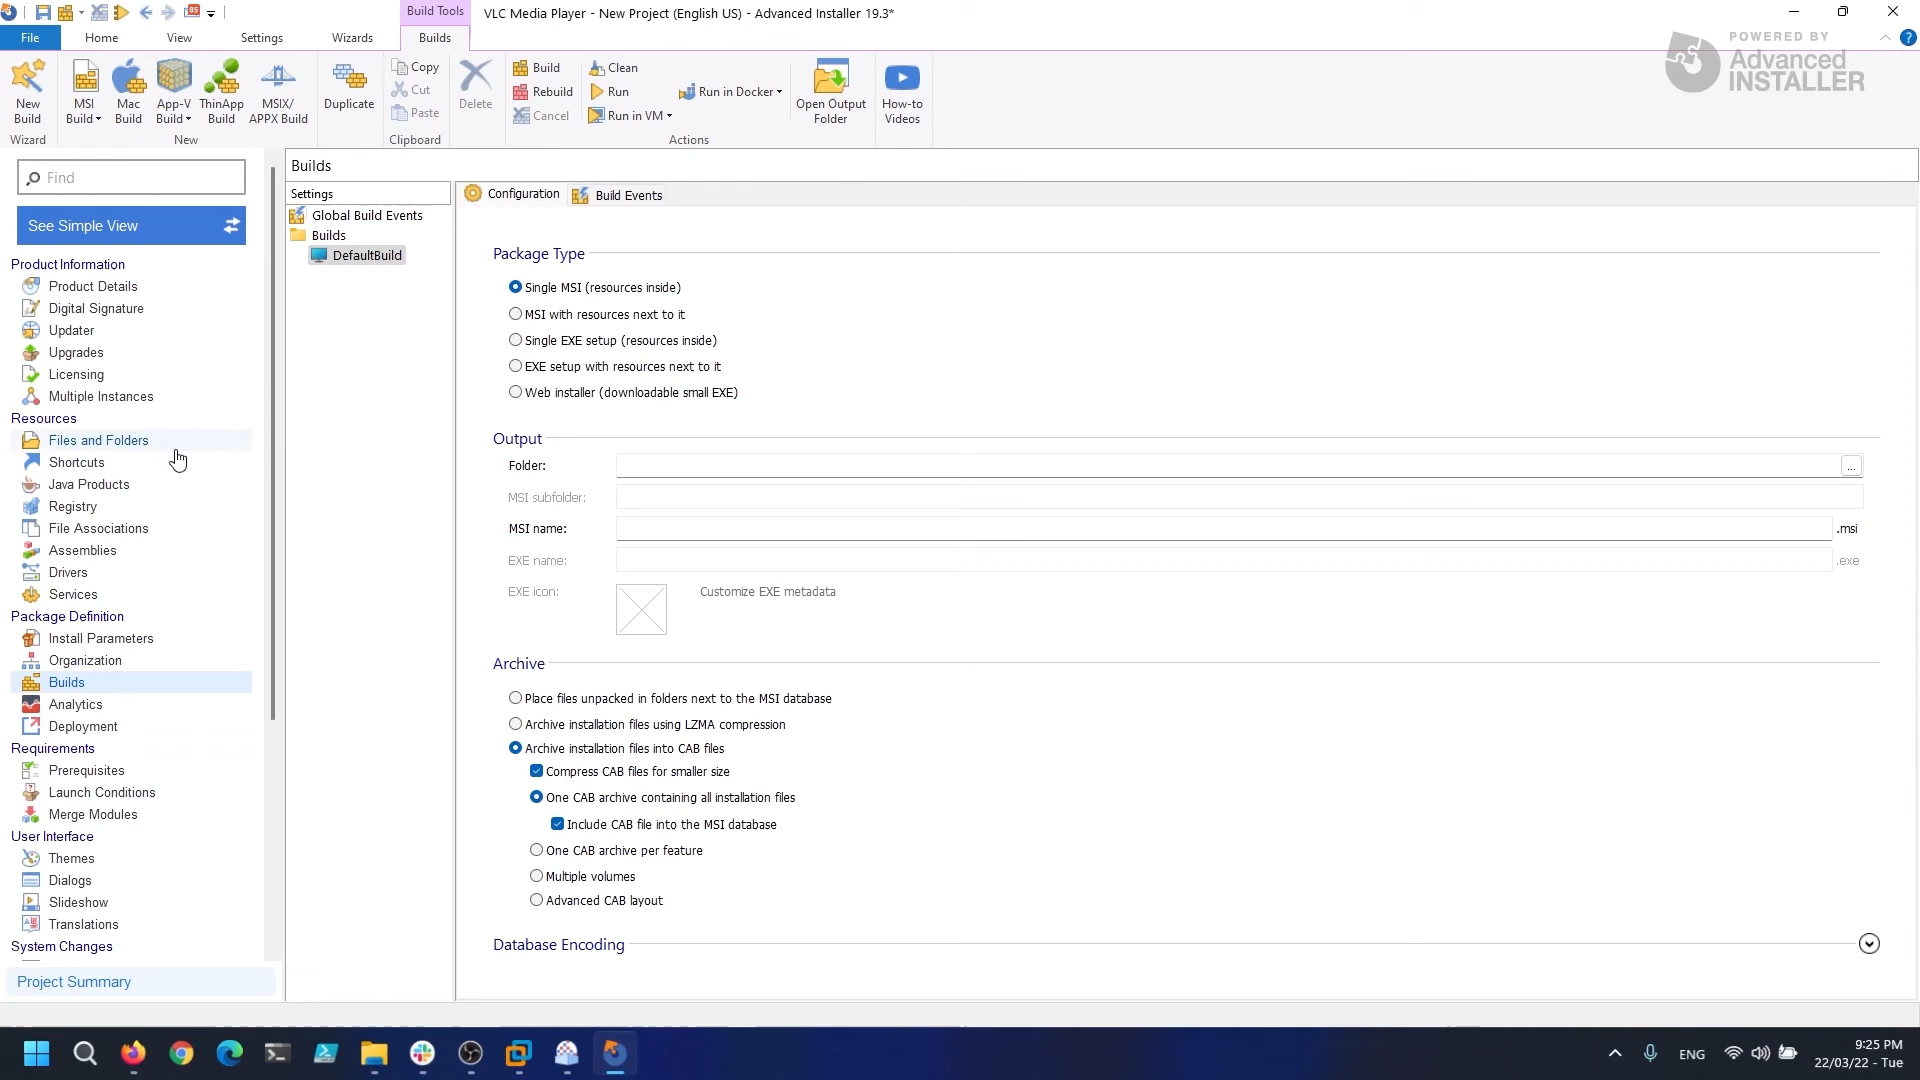 Build Tools
VLC Media Player - New Project (English US) - Advanced Installer 19.3*
File
Home
View
Settings
Wizards
Builds
POWERED BY
Advanced
INSTALLER
New
Build
MSI
Build
Mac
Build
App-V
Build
ThinApp
Build
MSIX/
APPX Build
Duplicate
Copy
Cut
Paste
Delete
Build
Rebuild
Cancel
Clean
Run
Run in VM
Run in Docker
Open Output
Folder
How-to
Videos
Wizard
New
Clipboard
Actions
Find
See Simple View
Product Information
Product Details
Digital Signature
Updater
Upgrades
Licensing
Multiple Instances
Resources
Files and Folders
Shortcuts
Java Products
Registry
File Associations
Assemblies
Drivers
Services
Package Definition
Install Parameters
Organization
Builds
Analytics
Deployment
Requirements
Prerequisites
Launch Conditions
Merge Modules
User Interface
Themes
Dialogs
Slideshow
Translations
System Changes
Project Summary
Builds
Settings
Global Build Events
Builds
DefaultBuild
Configuration
Build Events
Package Type
Single MSI (resources inside)
MSI with resources next to it
Single EXE setup (resources inside)
EXE setup with resources next to it
Web installer (downloadable small EXE)
Output
Folder:
...
MSI subfolder:
MSI name:
.msi
EXE name:
.exe
EXE icon:
Customize EXE metadata
Archive
Place files unpacked in folders next to the MSI database
Archive installation files using LZMA compression
Archive installation files into CAB files
Compress CAB files for smaller size
One CAB archive containing all installation files
Include CAB file into the MSI database
One CAB archive per feature
Multiple volumes
Advanced CAB layout
Database Encoding
ENG
9:25 PM
22/03/22 - Tue